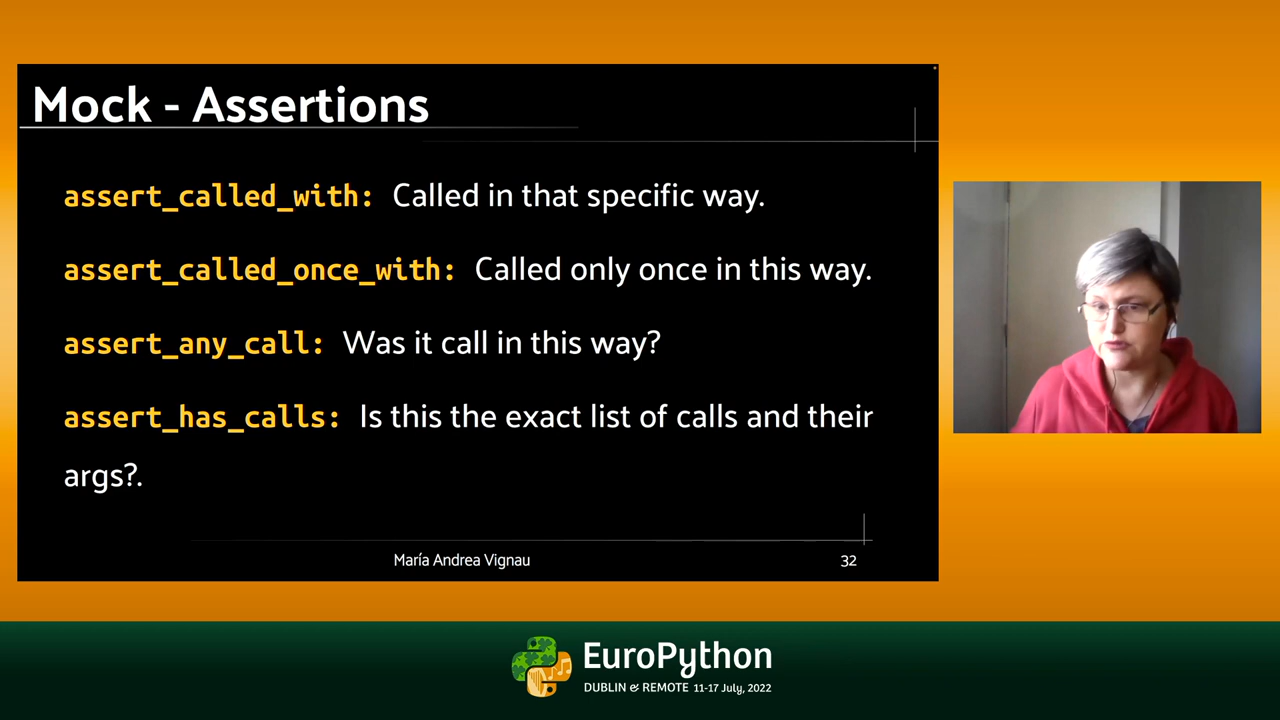 Mock - Assertions
assert_called_with: Called in that specific way.
assert_called_once_with: Called only once in this way.
assert_any_call: Was it call in this way?
assert_has_calls: Is this the exact list of calls and their
args?.
María Andrea Vignau
32
EuroPython
DUBLIN & REMOTE 11-17 July, 2022